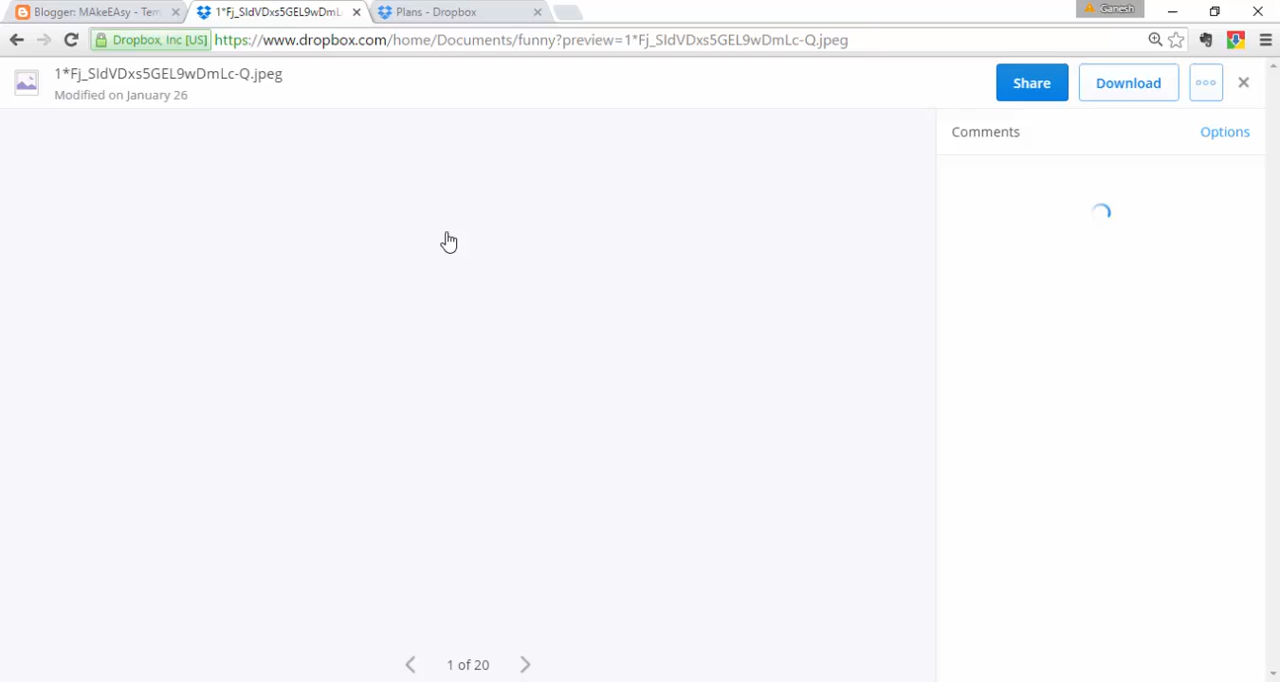 Blogger: MAkeEAsy - Tem
1*Fj_SldVDxs5GEL9wDmL
Plans - Dropbox
Ganesh
Dropbox, Inc [US]
https://www.dropbox.com/home/Documents/funny?preview=1*Fj_SldVDxs5GEL9wDmLc-Q.jpeg
1*Fj_SldVDxs5GEL9wDmLc-Q.jpeg
Modified on January 26
Share
Download
Comments
Options
1 of 20